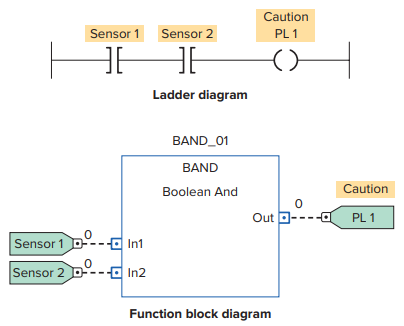 Caution
Sensor 1 Sensor 2 PL 1
Ladder diagram
BAND_01
BAND
Boolean And
Caution
Out 0 PL 1
Sensor 1 0 In1
Sensor 2 0 In2
Function block diagram